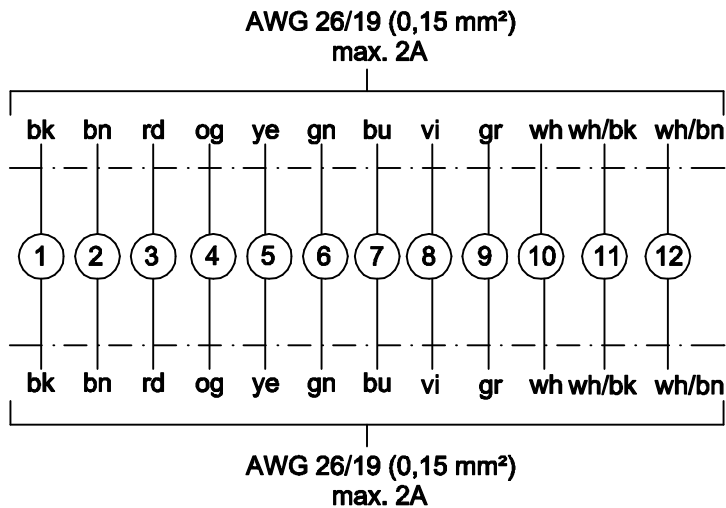 AWG 26/19 (0,15 mm²)
max. 2A
bk bn rd og ye gn bu vi gr wh wh/bk wh/bn
1 2 3 4 5 6 7 8 9 10 11 12
bk bn rd og ye gn bu vi gr wh wh/bk wh/bn
AWG 26/19 (0,15 mm²)
max. 2A